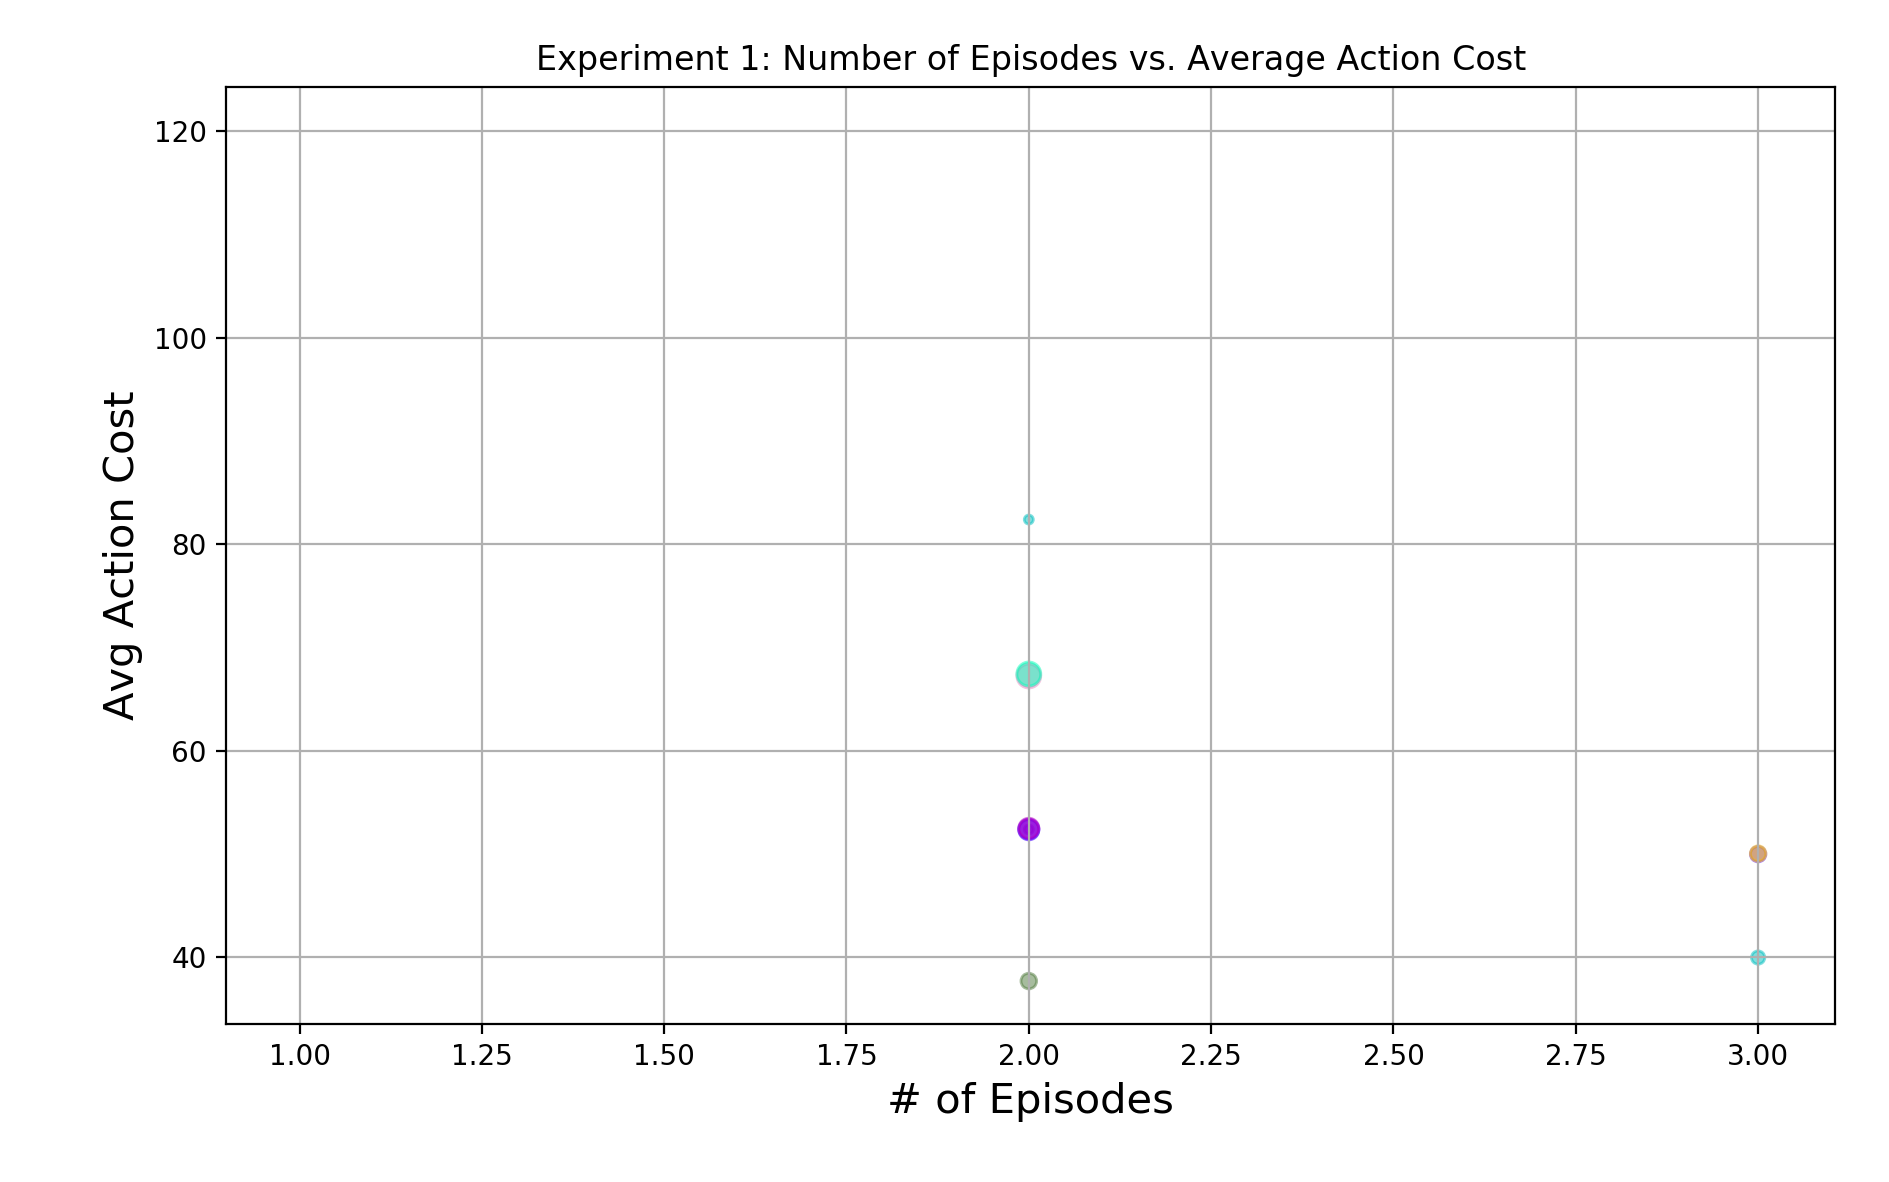 Experiment 1: Number of Episodes vs. Average Action Cost
120
100
80
60
40
Avg Action Cost
1.00 1.25 1.50 1.75 2.00 2.25 2.50 2.75 3.00
# of Episodes